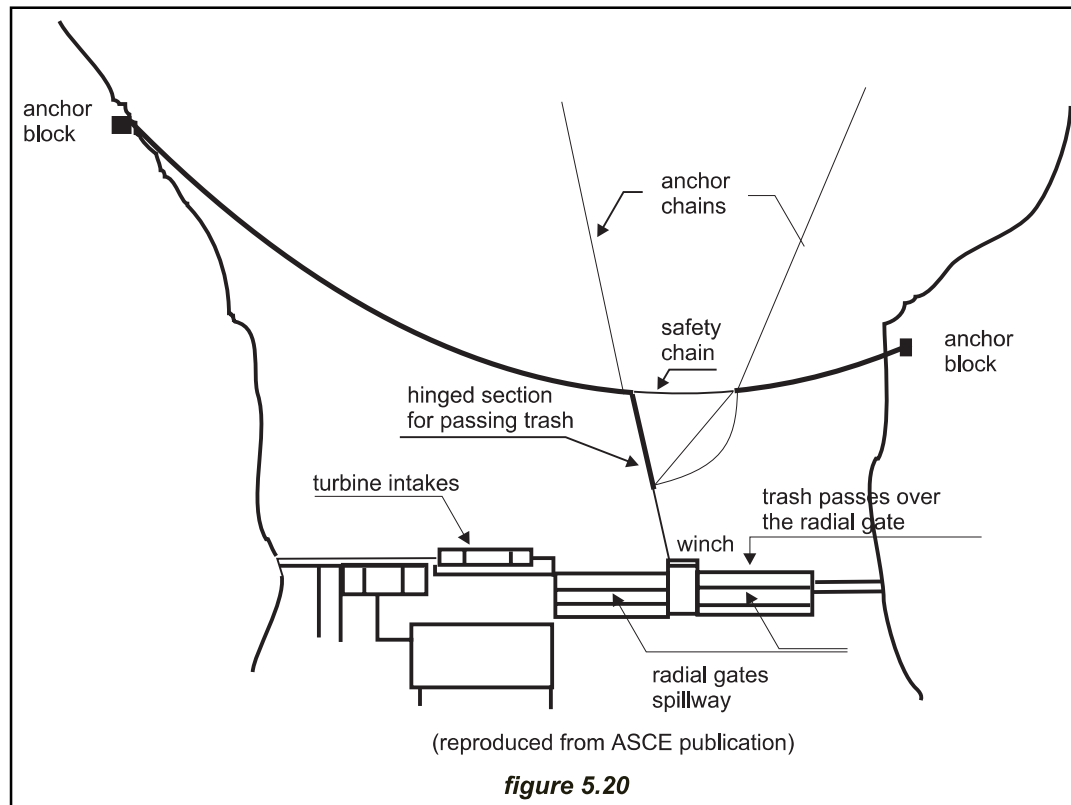 anchor
block
anchor
chains
safety
chain
anchor
block
hinged section
for passing trash
turbine intakes
trash passes over
the radial gate
winch
radial gates
spillway
(reproduced from ASCE publication)
figure 5.20